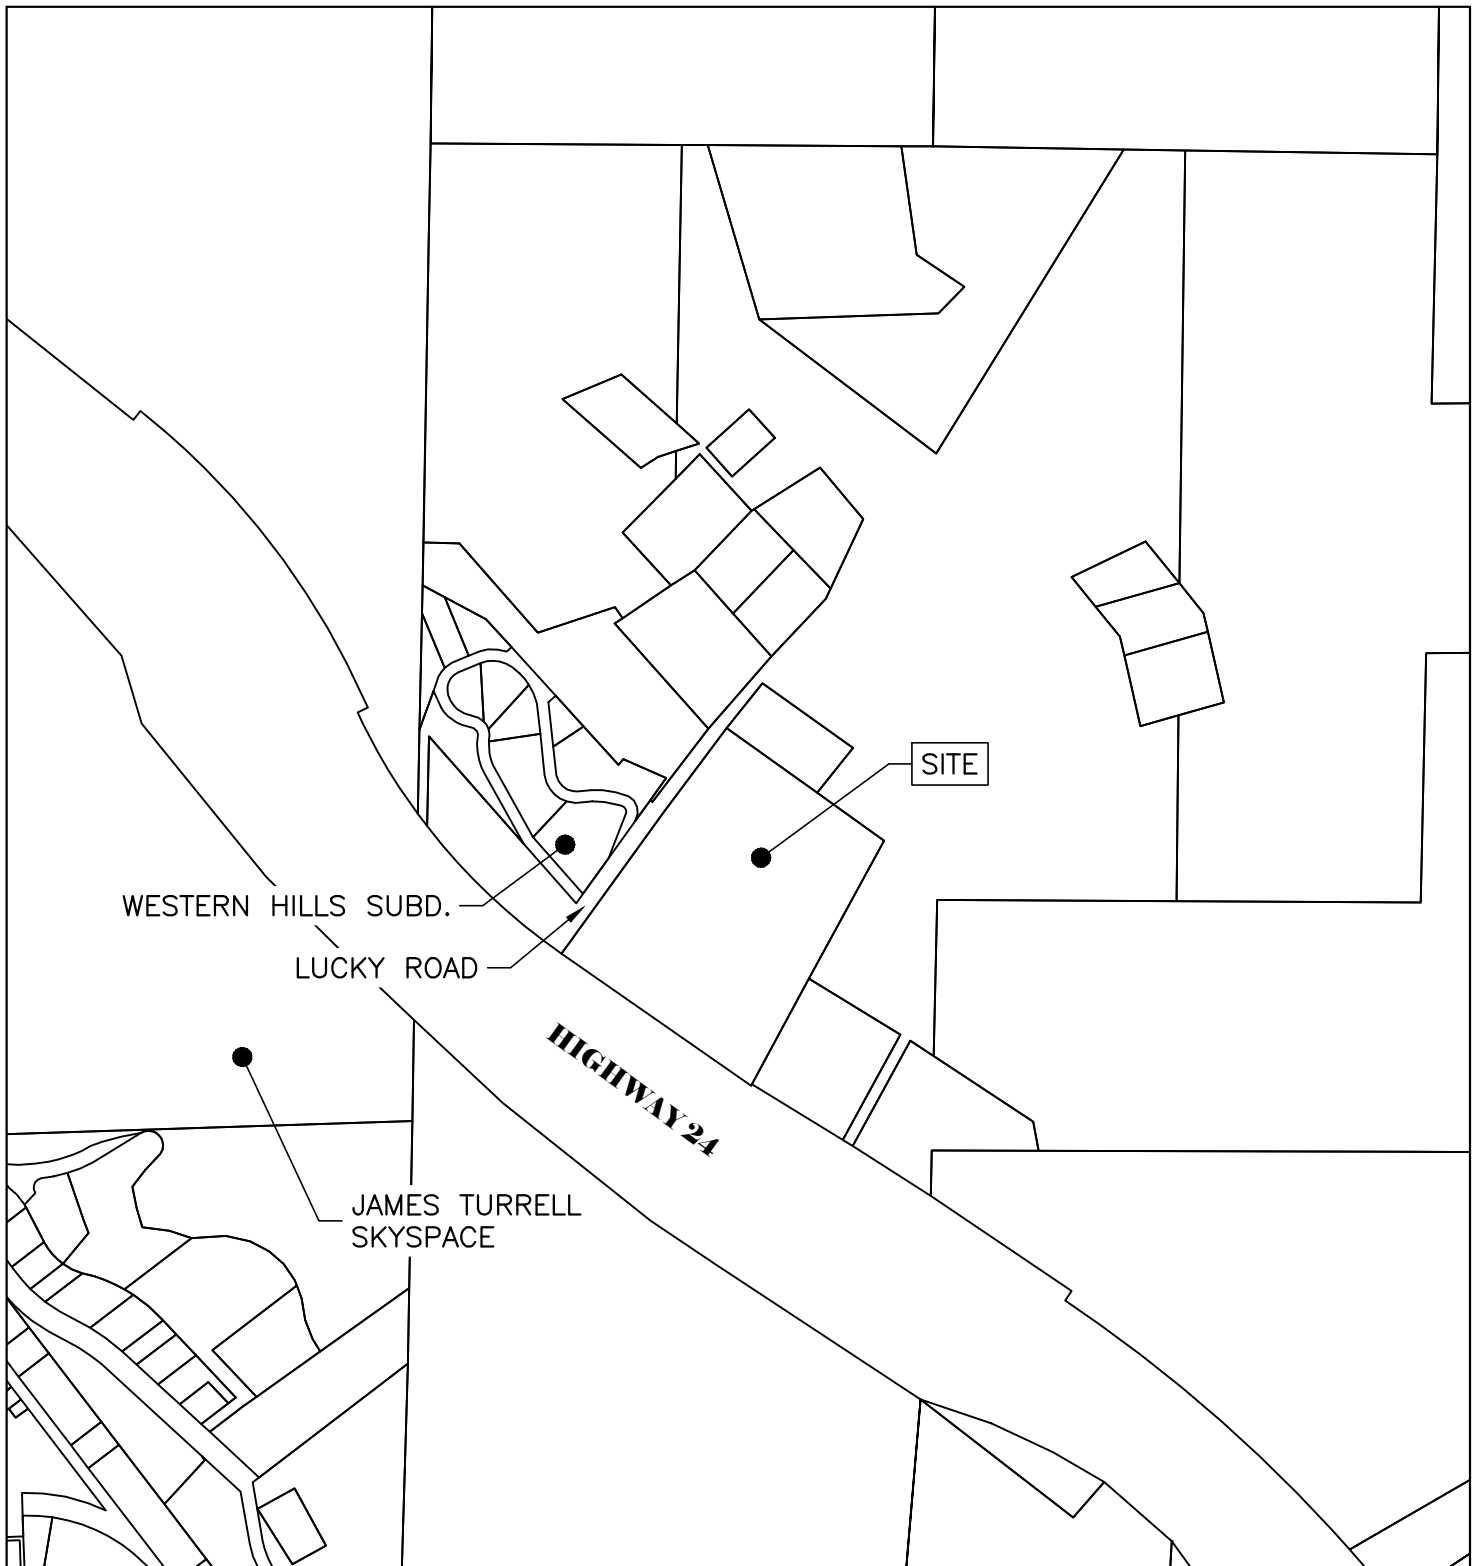 SITE
WESTERN HILLS SUBD.
LUCKY ROAD
HIGHWAY 24
JAMES TURRELL
SKYSPACE